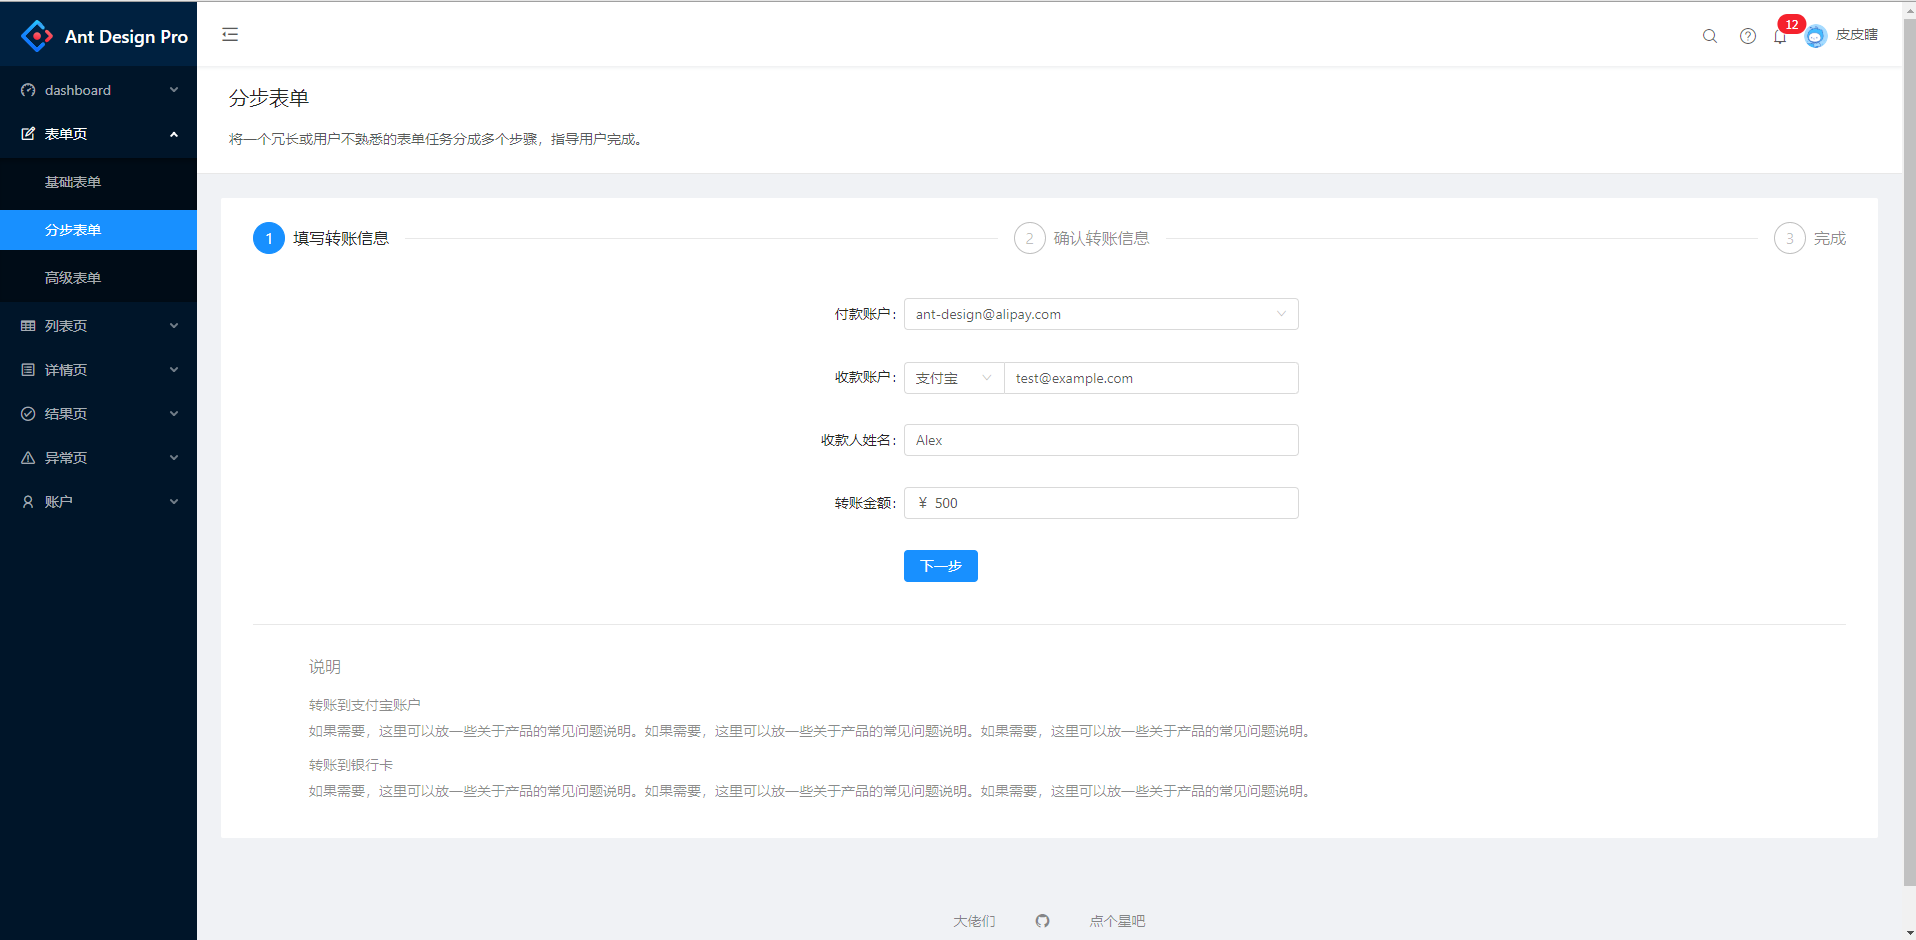 Ant Design Pro
12
皮皮瞎
dashboard
表单页
基础表单
分步表单
高级表单
列表页
详情页
结果页
异常页
账户
分步表单
将一个冗长或用户不熟悉的表单任务分成多个步骤，指导用户完成。
1 填写转账信息
2 确认转账信息
3 完成
付款账户： ant-design@alipay.com
收款账户： 支付宝 test@example.com
收款人姓名： Alex
转账金额： ¥ 500
下一步
说明
转账到支付宝账户
如果需要，这里可以放一些关于产品的常见问题说明。如果需要，这里可以放一些关于产品的常见问题说明。如果需要，这里可以放一些关于产品的常见问题说明。
转账到银行卡
如果需要，这里可以放一些关于产品的常见问题说明。如果需要，这里可以放一些关于产品的常见问题说明。如果需要，这里可以放一些关于产品的常见问题说明。
大佬们 点个星吧